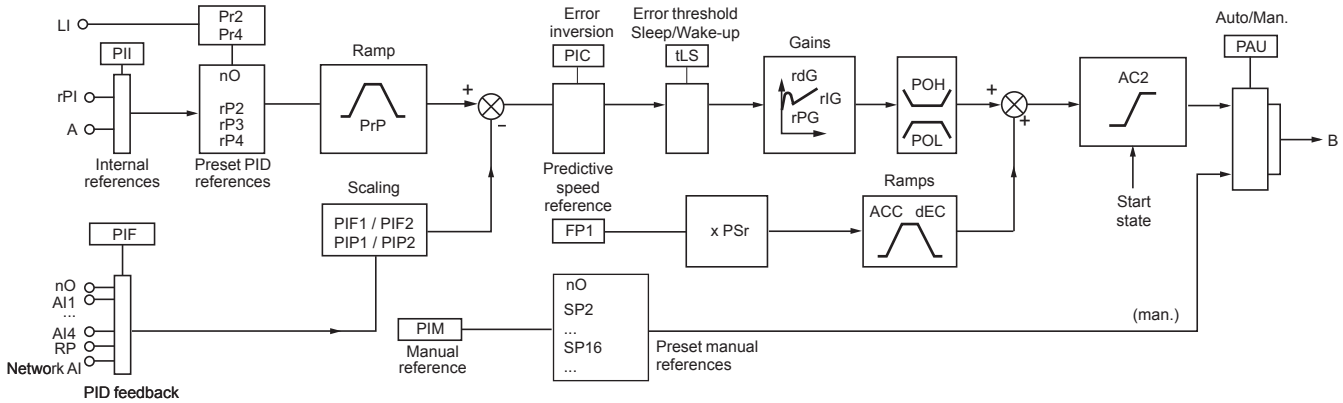 LI
Pr2
Pr4
PII
rPI
A
Internal
references
nO
rP2
rP3
rP4
Preset PID
references
Ramp
PrP
+
–
Error
inversion
PIC
Error threshold
Sleep/Wake-up
tLS
Gains
rdG
rIG
rPG
POH
POL
+
+
AC2
Start
state
Auto/Man.
PAU
B
Predictive
speed
reference
FP1
x PSr
Ramps
ACC dEC
Scaling
PIF1 / PIF2
PIP1 / PIP2
PIF
nO
AI1
...
AI4
RP
Network AI
PID feedback
PIM
Manual
reference
nO
SP2
...
SP16
...
Preset manual
references
(man.)